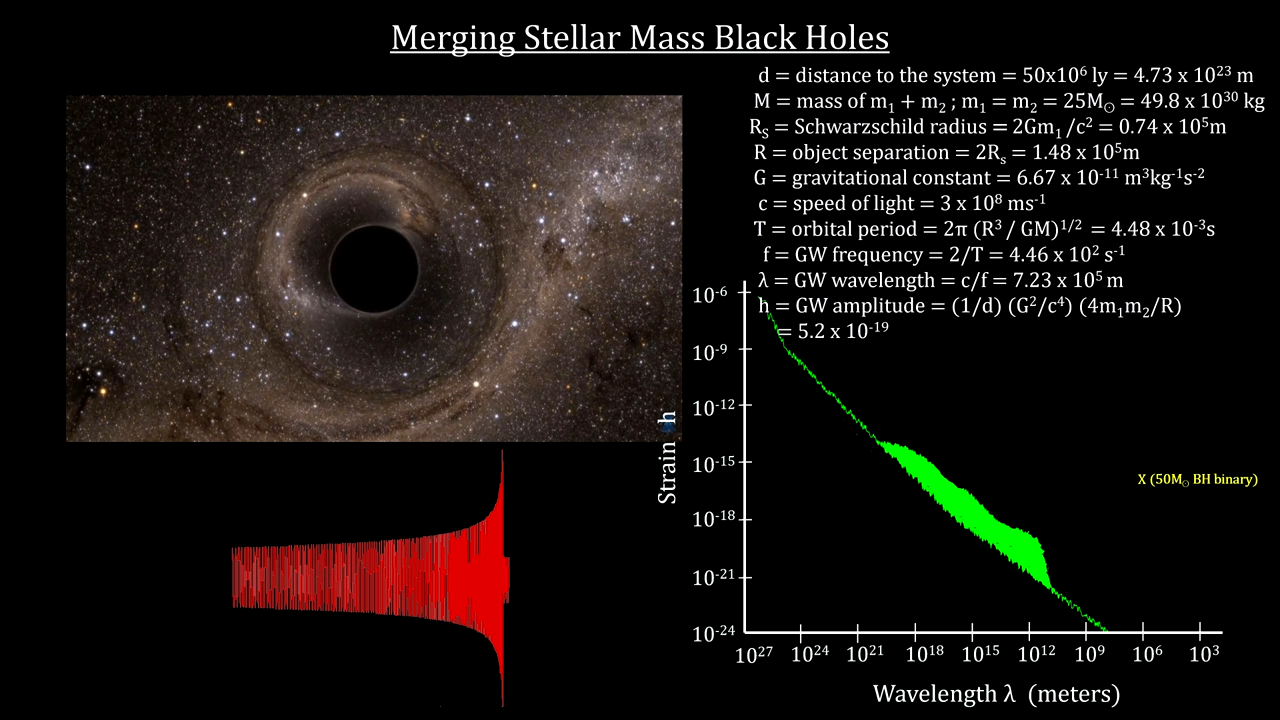 Merging Stellar Mass Black Holes
d = distance to the system = 50x10⁶ ly = 4.73 x 10²³ m
M = mass of m₁ + m₂ ; m₁ = m₂ = 25M☉ = 49.8 x 10³⁰ kg
Rₛ = Schwarzschild radius = 2Gm₁/c² = 0.74 x 10⁵m
R = object separation = 2Rₛ = 1.48 x 10⁵m
G = gravitational constant = 6.67 x 10⁻¹¹ m³kg⁻¹s⁻²
c = speed of light = 3 x 10⁸ ms⁻¹
T = orbital period = 2π (R³ / GM)¹ᐟ² = 4.48 x 10⁻³s
f = GW frequency = 2/T = 4.46 x 10² s⁻¹
λ = GW wavelength = c/f = 7.23 x 10⁵ m
h = GW amplitude = (1/d) (G²/c⁴) (4m₁m₂/R)
= 5.2 x 10⁻¹⁹
10⁻⁶
10⁻⁹
10⁻¹²
10⁻¹⁵
10⁻¹⁸
10⁻²¹
10⁻²⁴
Strain h
X (50M☉ BH binary)
10²⁷ 10²⁴ 10²¹ 10¹⁸ 10¹⁵ 10¹² 10⁹ 10⁶ 10³
Wavelength λ (meters)